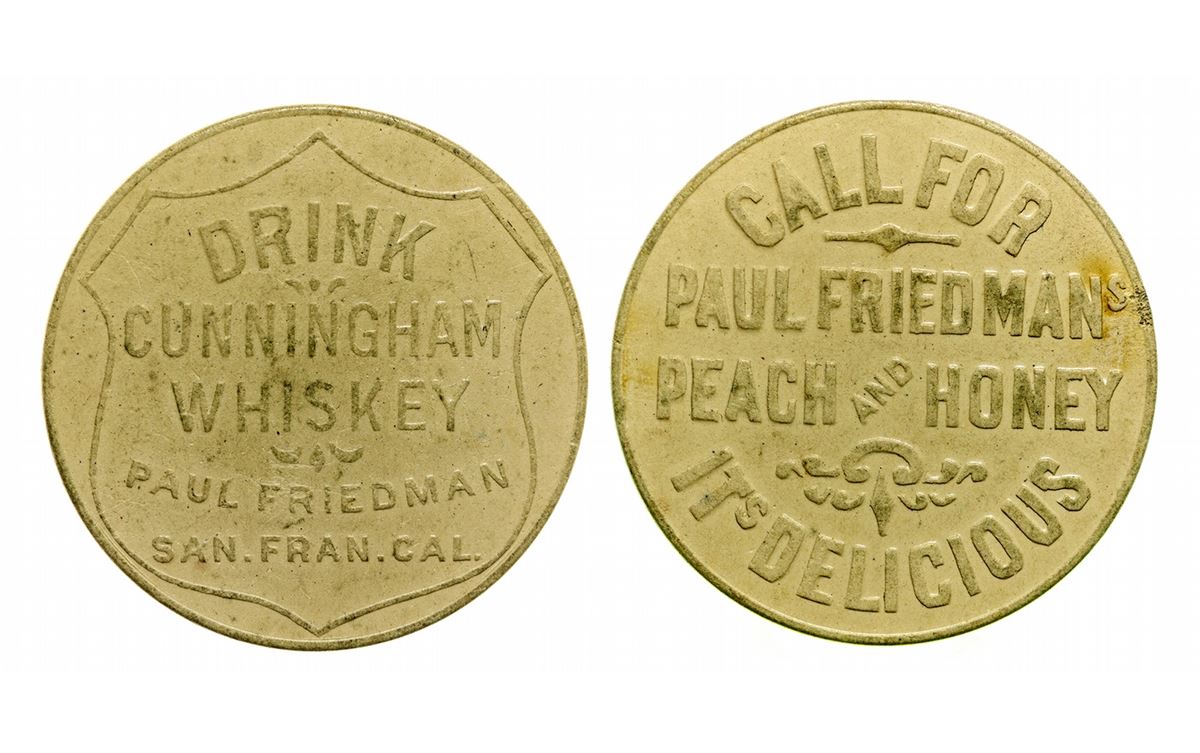 DRINK
CUNNINGHAM
WHISKEY
PAUL FRIEDMAN
SAN. FRAN. CAL.
CALL FOR
PAUL FRIEDMANS
PEACH AND HONEY
ITS DELICIOUS